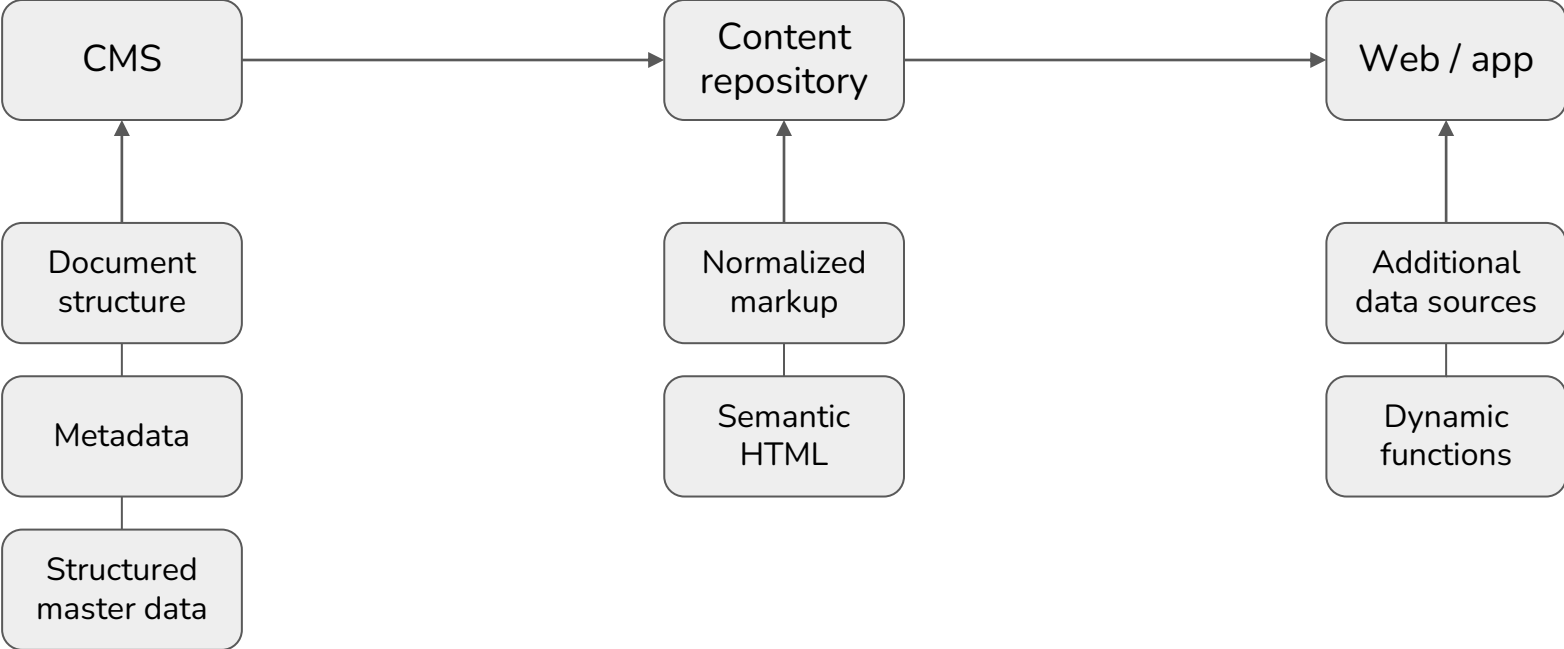 CMS
Content
repository
Web / app
Document
structure
Normalized
markup
Additional
data sources
Metadata
Semantic
HTML
Dynamic
functions
Structured
master data